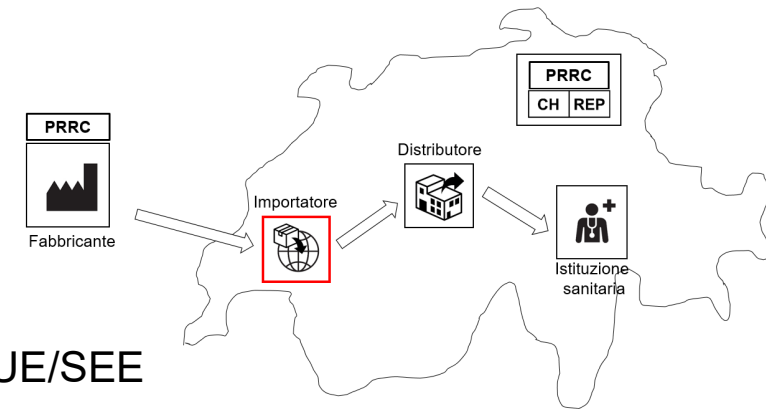 PRRC
CH REP
PRRC
Distributore
Importatore
Fabbricante
Istituzione
sanitaria
UE/SEE